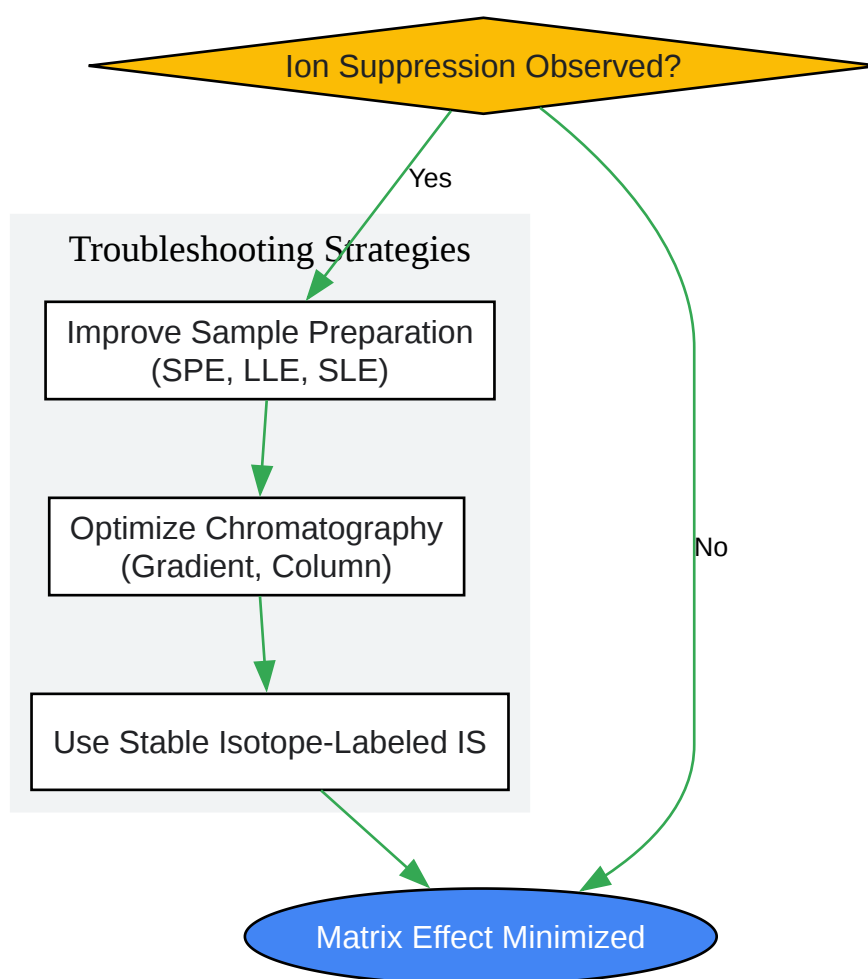 Ion Suppression Observed?
Yes
Troubleshooting Strategies
Improve Sample Preparation
(SPE, LLE, SLE)
Optimize Chromatography
(Gradient, Column)
No
Use Stable Isotope-Labeled IS
Matrix Effect Minimized